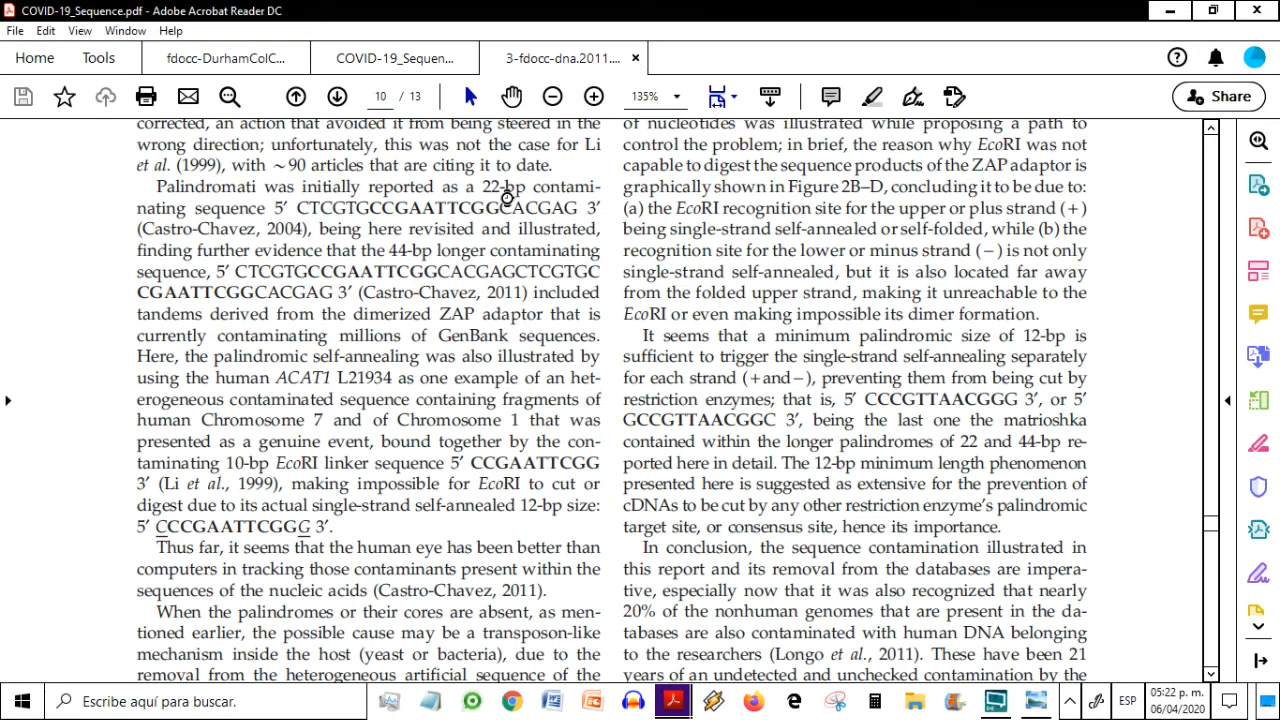 COVID-19_Sequence.pdf - Adobe Acrobat Reader DC
File Edit View Window Help
Home Tools fdocc-DurhamColC... COVID-19_Sequen... 3-fdocc-dna.2011....
10 / 13 135% Share
corrected, an action that avoided it from being steered in the
wrong direction; unfortunately, this was not the case for Li
et al. (1999), with ~90 articles that are citing it to date.
Palindromati was initially reported as a 22-bp contami-
nating sequence 5′ CTCGTGCCGAATTCGGCACGAG 3′
(Castro-Chavez, 2004), being here revisited and illustrated,
finding further evidence that the 44-bp longer contaminating
sequence, 5′ CTCGTGCCGAATTCGGCACGAGCTCGTGC
CGAATTCGGCACGAG 3′ (Castro-Chavez, 2011) included
tandems derived from the dimerized ZAP adaptor that is
currently contaminating millions of GenBank sequences.
Here, the palindromic self-annealing was also illustrated by
using the human ACAT1 L21934 as one example of an het-
erogeneous contaminated sequence containing fragments of
human Chromosome 7 and of Chromosome 1 that was
presented as a genuine event, bound together by the con-
taminating 10-bp EcoRI linker sequence 5′ CCGAATTCGG
3′ (Li et al., 1999), making impossible for EcoRI to cut or
digest due to its actual single-strand self-annealed 12-bp size:
5′ CCCGAATTCGGG 3′.
Thus far, it seems that the human eye has been better than
computers in tracking those contaminants present within the
sequences of the nucleic acids (Castro-Chavez, 2011).
When the palindromes or their cores are absent, as men-
tioned earlier, the possible cause may be a transposon-like
mechanism inside the host (yeast or bacteria), due to the
removal from the heterogeneous artificial sequence of the
of nucleotides was illustrated while proposing a path to
control the problem; in brief, the reason why EcoRI was not
capable to digest the sequence products of the ZAP adaptor is
graphically shown in Figure 2B–D, concluding it to be due to:
(a) the EcoRI recognition site for the upper or plus strand (+)
being single-strand self-annealed or self-folded, while (b) the
recognition site for the lower or minus strand (−) is not only
single-strand self-annealed, but it is also located far away
from the folded upper strand, making it unreachable to the
EcoRI or even making impossible its dimer formation.
It seems that a minimum palindromic size of 12-bp is
sufficient to trigger the single-strand self-annealing separately
for each strand (+and−), preventing them from being cut by
restriction enzymes; that is, 5′ CCCGTTAACGGG 3′, or 5′
GCCGTTAACGGC 3′, being the last one the matrioshka
contained within the longer palindromes of 22 and 44-bp re-
ported here in detail. The 12-bp minimum length phenomenon
presented here is suggested as extensive for the prevention of
cDNAs to be cut by any other restriction enzyme's palindromic
target site, or consensus site, hence its importance.
In conclusion, the sequence contamination illustrated in
this report and its removal from the databases are impera-
tive, especially now that it was also recognized that nearly
20% of the nonhuman genomes that are present in the da-
tabases are also contaminated with human DNA belonging
to the researchers (Longo et al., 2011). These have been 21
years of an undetected and unchecked contamination by the
Escribe aquí para buscar.
ESP
05:22 p. m.
06/04/2020